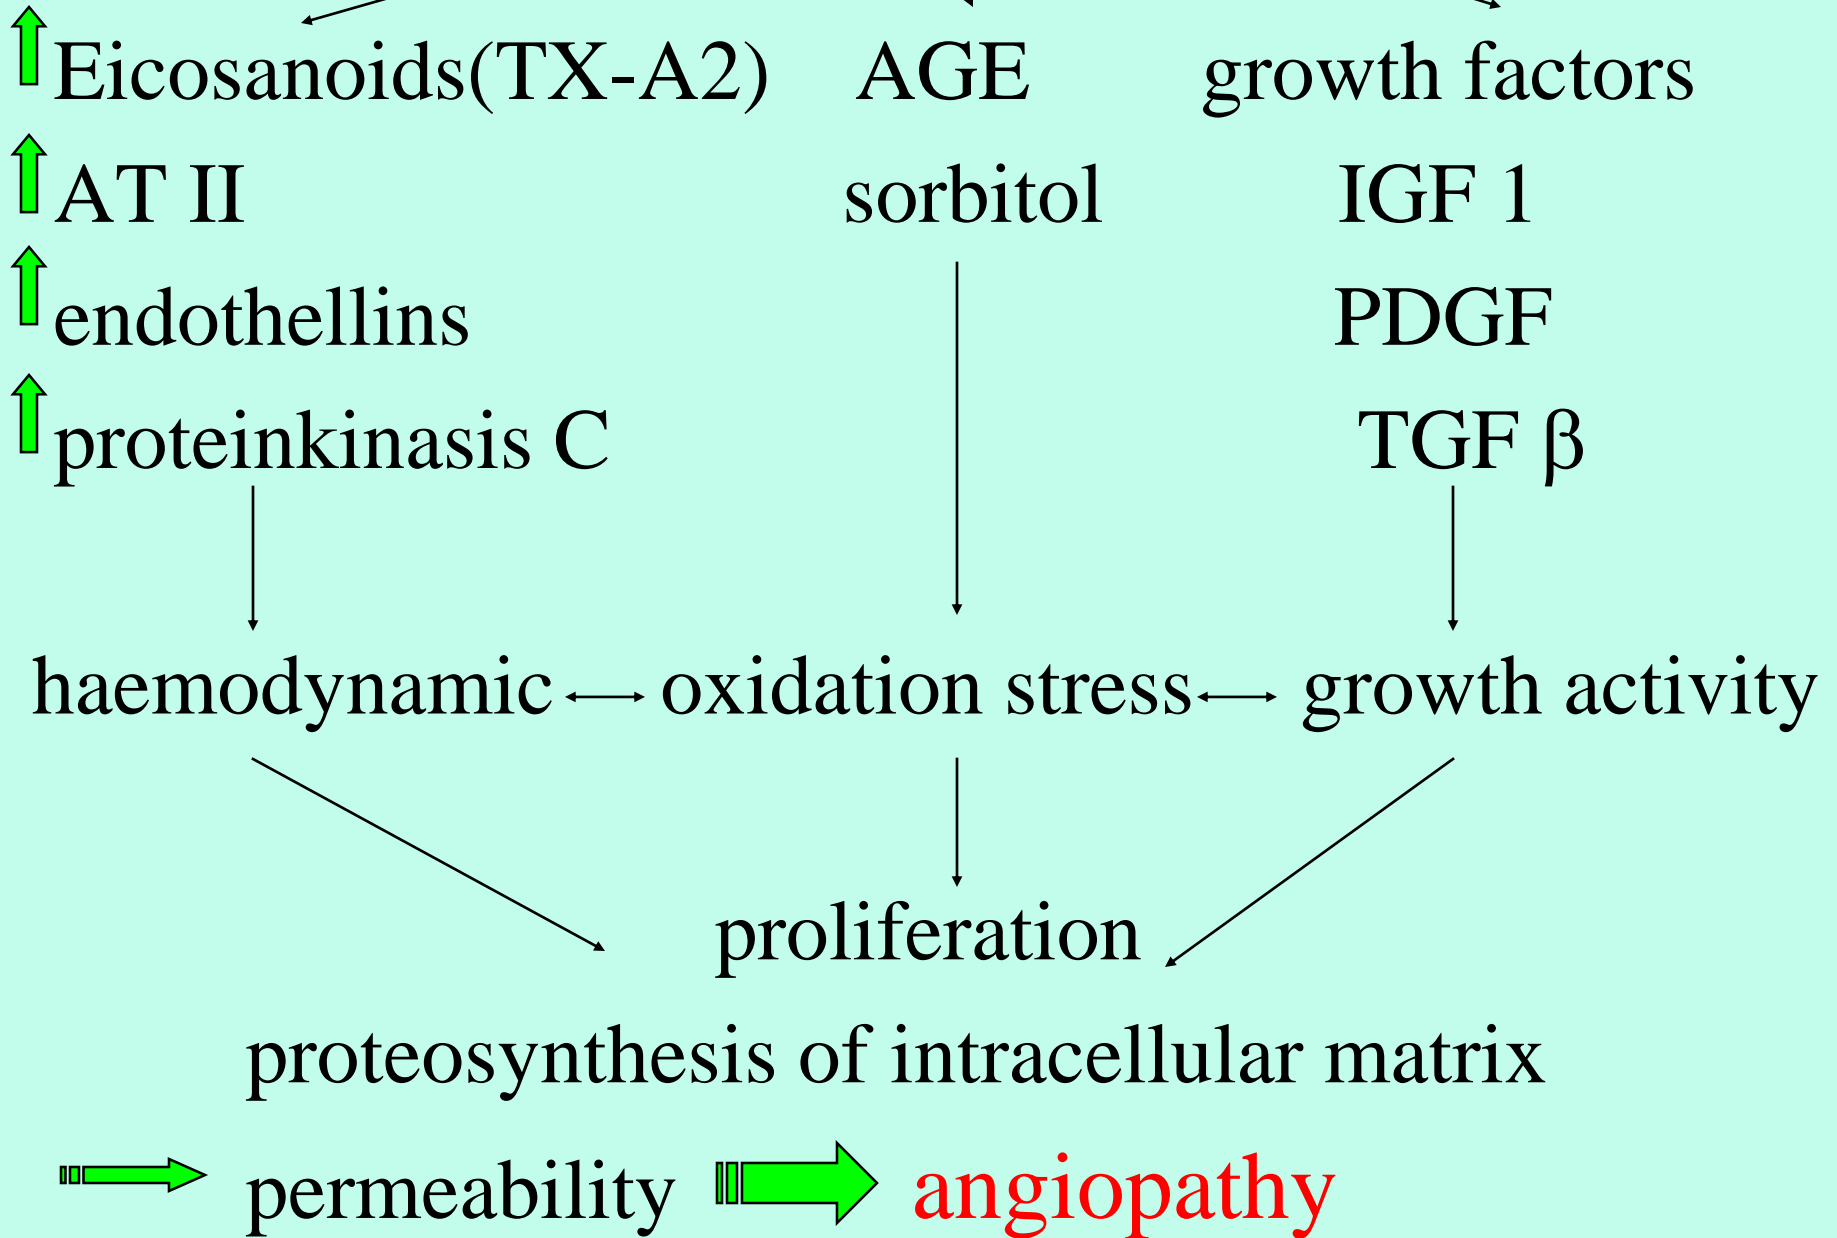 Eicosanoids(TX-A2) AGE growth factors
AT II sorbitol IGF 1
endothellins PDGF
proteinkinasis C TGF β
haemodynamic oxidation stress growth activity
proliferation
proteosynthesis of intracellular matrix
permeability angiopathy